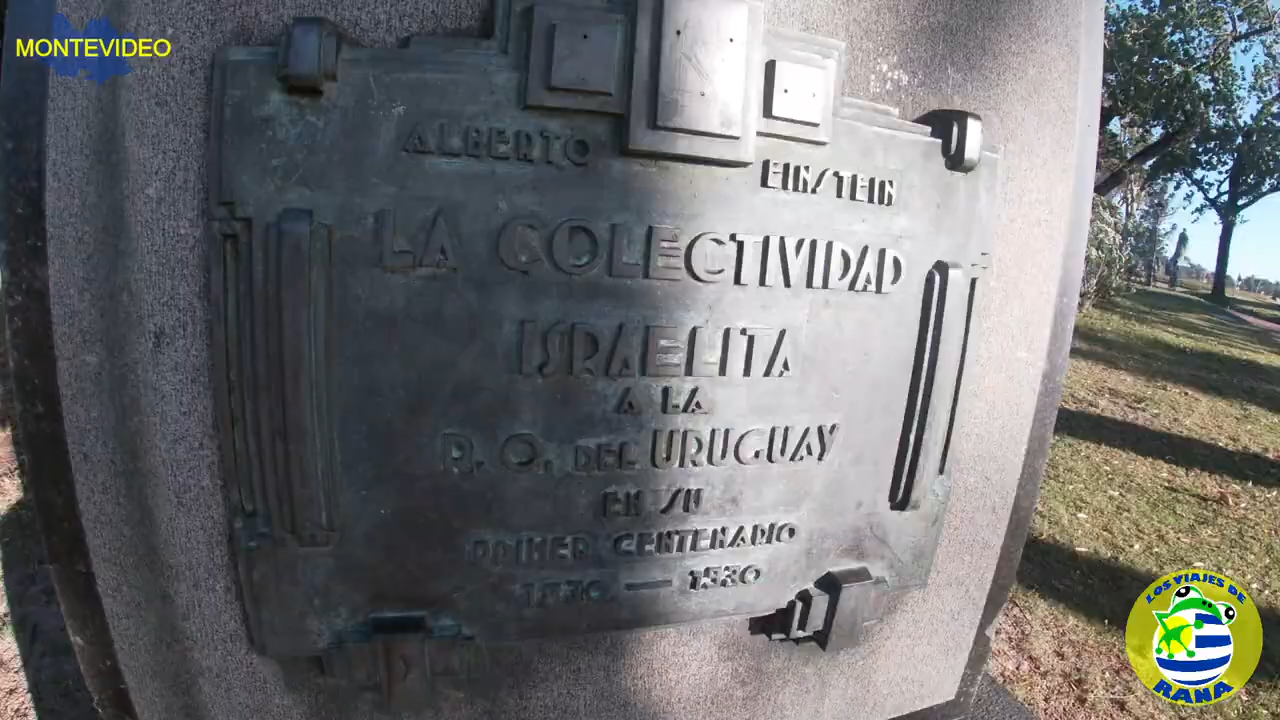 MONTEVIDEO
ALBERTO EINSTEIN
LA COLECTIVIDAD
ISRAELITA
A LA
R. O. DEL URUGUAY
EN SU
PRIMER CENTENARIO
1830 — 1930
LOS VIAJES DE
RANA